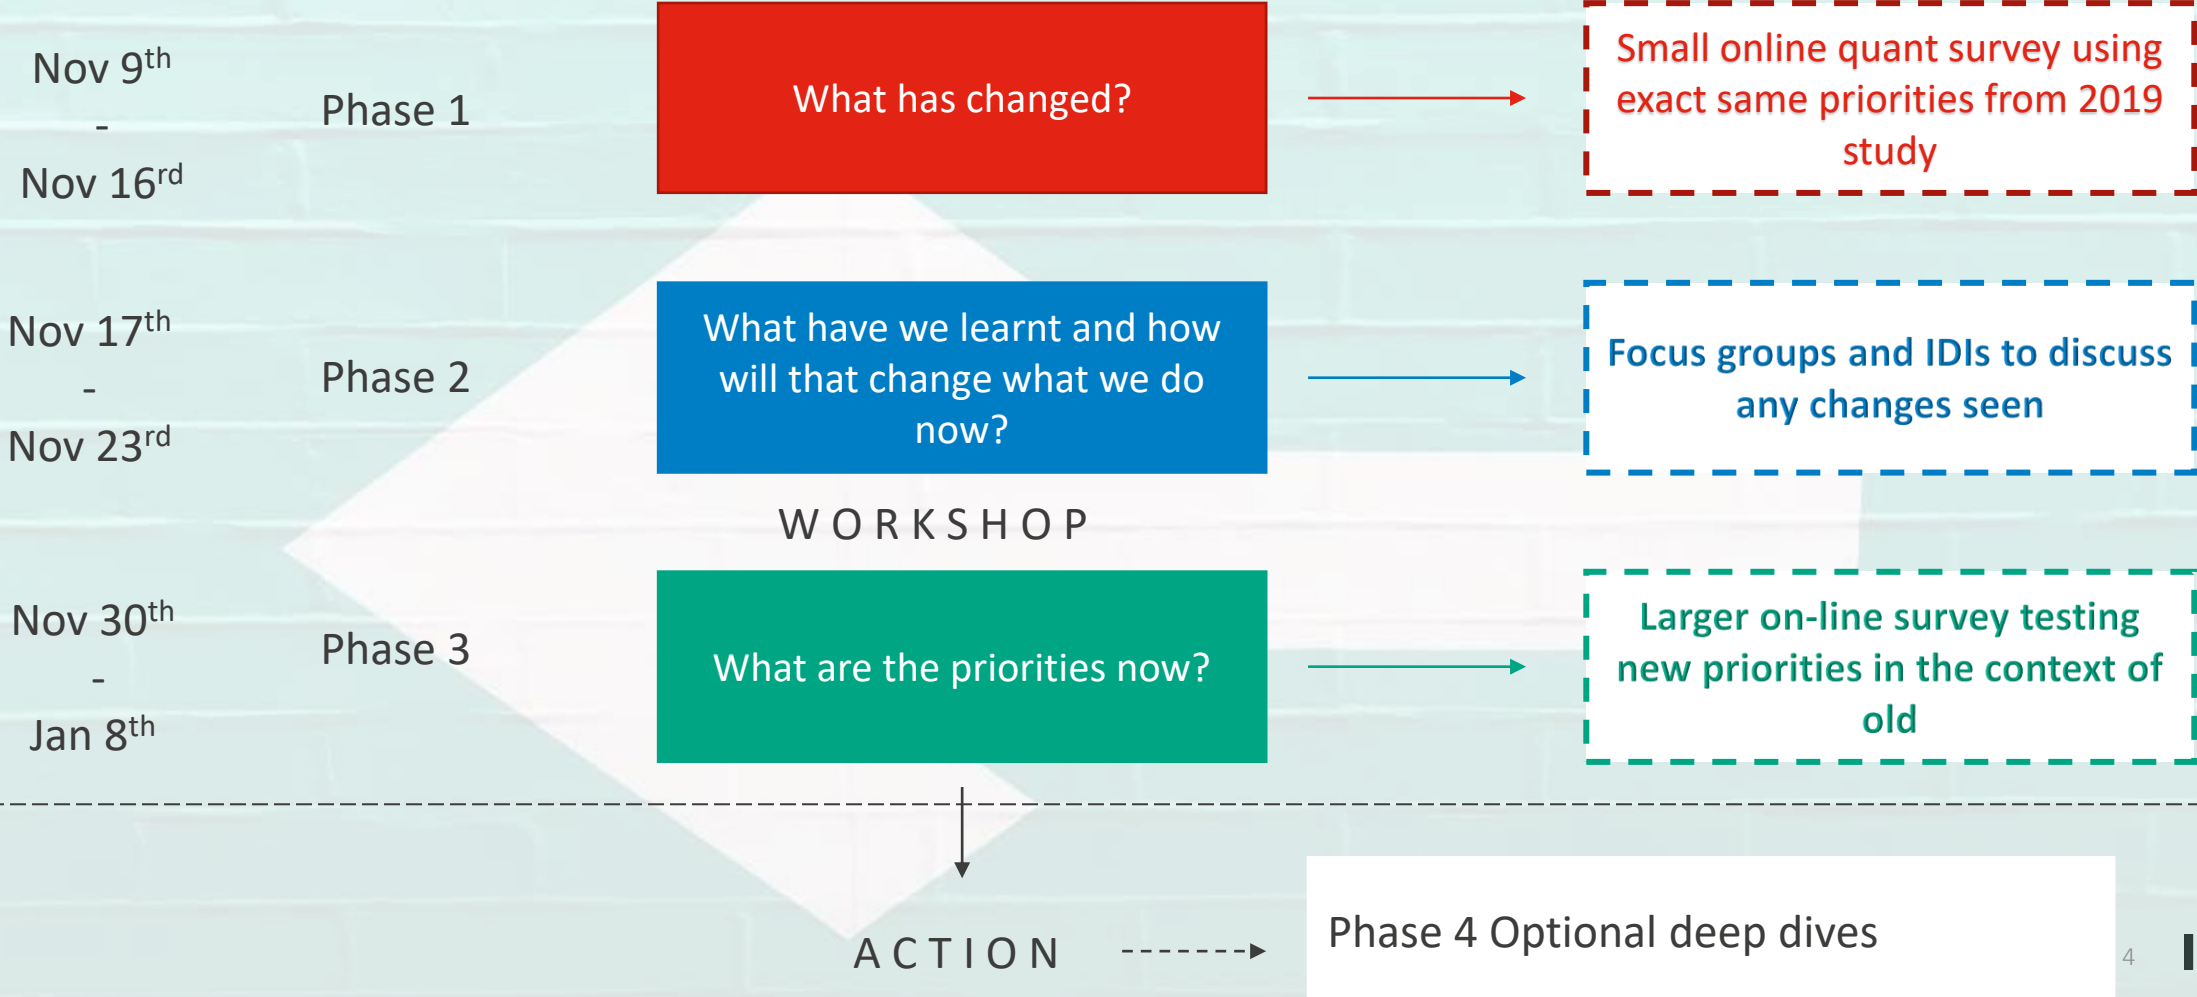 Nov 9th
-
Nov 16rd
Phase 1
What has changed?
Small online quant survey using
exact same priorities from 2019
study
Nov 17th
-
Nov 23rd
Phase 2
What have we learnt and how
will that change what we do
now?
Focus groups and IDIs to discuss
any changes seen
WORKSHOP
Nov 30th
-
Jan 8th
Phase 3
What are the priorities now?
Larger on-line survey testing
new priorities in the context of
old
ACTION
Phase 4 Optional deep dives
4